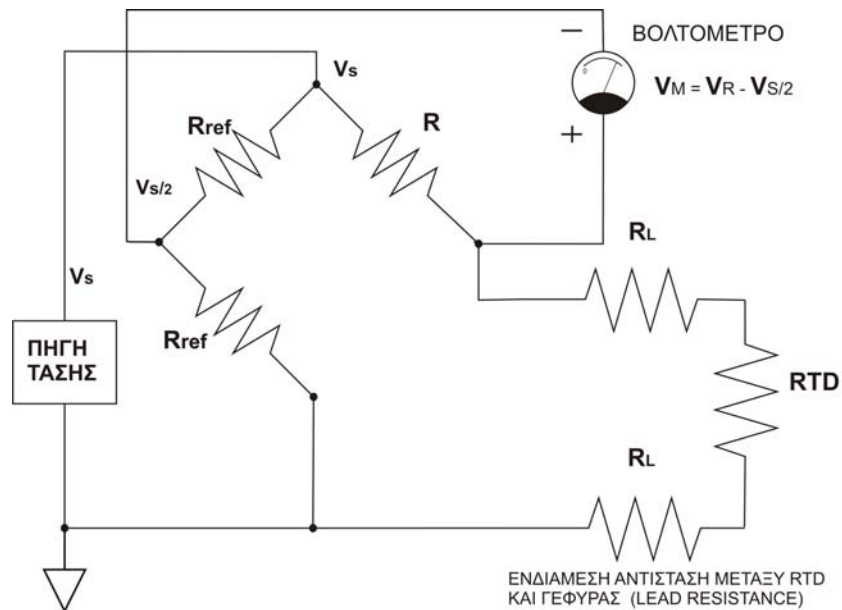 ΒΟΛΤΟΜΕΤΡΟ
VM = VR - VS/2
Vs
Rref
R
Vs/2
RL
Vs
Rref
ΠΗΓΗ
ΤΑΣΗΣ
RTD
RL
ΕΝΔΙΑΜΕΣΗ ΑΝΤΙΣΤΑΣΗ ΜΕΤΑΞΥ RTD
ΚΑΙ ΓΕΦΥΡΑΣ (LEAD RESISTANCE)